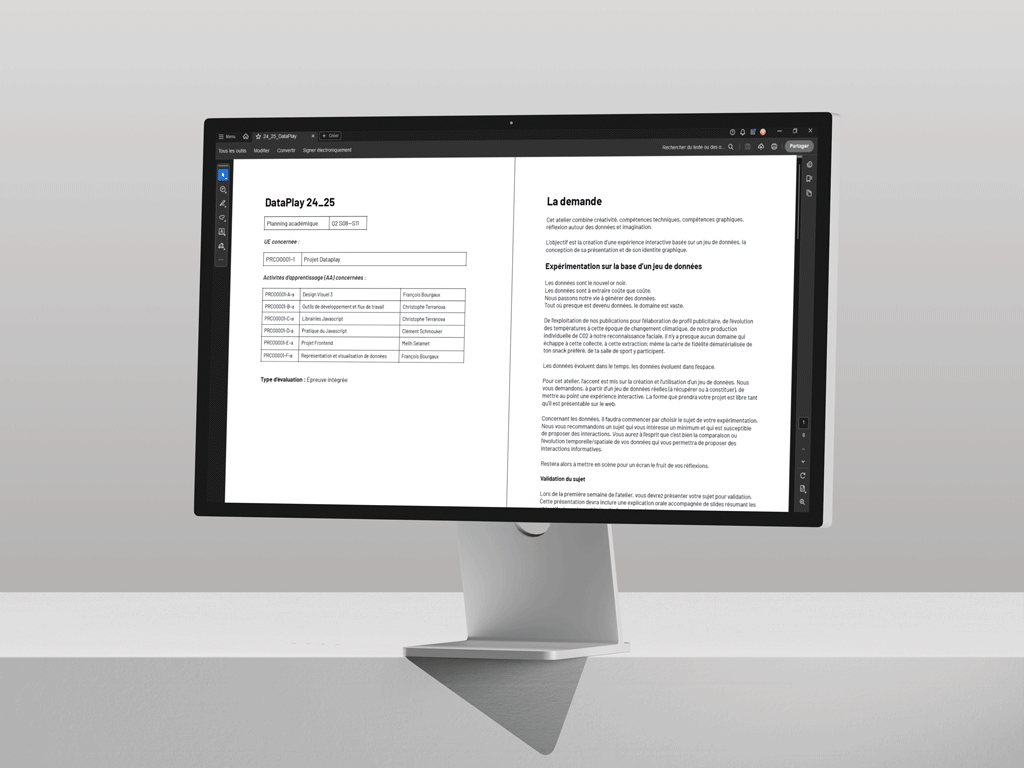 Menu
24_25_DataPlay
+ Créer
Tous les outils Modifier Convertir Signer électroniquement
Rechercher du texte ou des o...
Partager
DataPlay 24_25
Planning académique Q2 S08—S11
UE concernée :
PRC00001-1 Projet Dataplay
Activités d'apprentissage (AA) concernées :
PRC00001-A-a Design Visuel 3 François Bourgaux
PRC00001-B-a Outils de développement et flux de travail Christophe Terranova
PRC00001-C-a Librairies Javascript Christophe Terranova
PRC00001-D-a Pratique du Javascript Clément Schmouker
PRC00001-E-a Projet Frontend Melih Selamet
PRC00001-F-a Représentation et visualisation de données François Bourgaux
Type d'évaluation : Épreuve intégrée
La demande
Cet atelier combine créativité, compétences techniques, compétences graphiques,
réflexion autour des données et imagination.
L'objectif est la création d'une expérience interactive basée sur un jeu de données, la
conception de sa présentation et de son identité graphique.
Expérimentation sur la base d'un jeu de données
Les données sont le nouvel or noir.
Les données sont à extraire coûte que coûte.
Nous passons notre vie à générer des données.
Tout ou presque est devenu données, le domaine est vaste.
De l'exploitation de nos publications pour l'élaboration de profil publicitaire, de l'évolution
des températures à cette époque de changement climatique, de notre production
individuelle de CO2 à notre reconnaissance faciale, il n'y a presque aucun domaine qui
échappe à cette collecte, à cette extraction; même la carte de fidélité dématérialisée de
ton snack préféré, de ta salle de sport y participent.
Les données évoluent dans le temps, les données évoluent dans l'espace.
Pour cet atelier, l'accent est mis sur la création et l'utilisation d'un jeu de données. Nous
vous demandons, à partir d'un jeu de données réelles (à récupérer ou à constituer), de
mettre au point une expérience interactive. La forme que prendra votre projet est libre tant
qu'il est présentable sur le web.
Concernant les données, il faudra commencer par choisir le sujet de votre expérimentation.
Nous vous recommandons un sujet qui vous intéresse un minimum et qui est susceptible
de proposer des interactions. Vous aurez à l'esprit que c'est bien la comparaison ou
l'évolution temporelle/spatiale de vos données qui vous permettra de proposer des
interactions informatives.
Restera alors à mettre en scène pour un écran le fruit de vos réflexions.
Validation du sujet
Lors de la première semaine de l'atelier, vous devrez présenter votre sujet pour validation.
Cette présentation devra inclure une explication orale accompagnée de slides résumant les
1
8